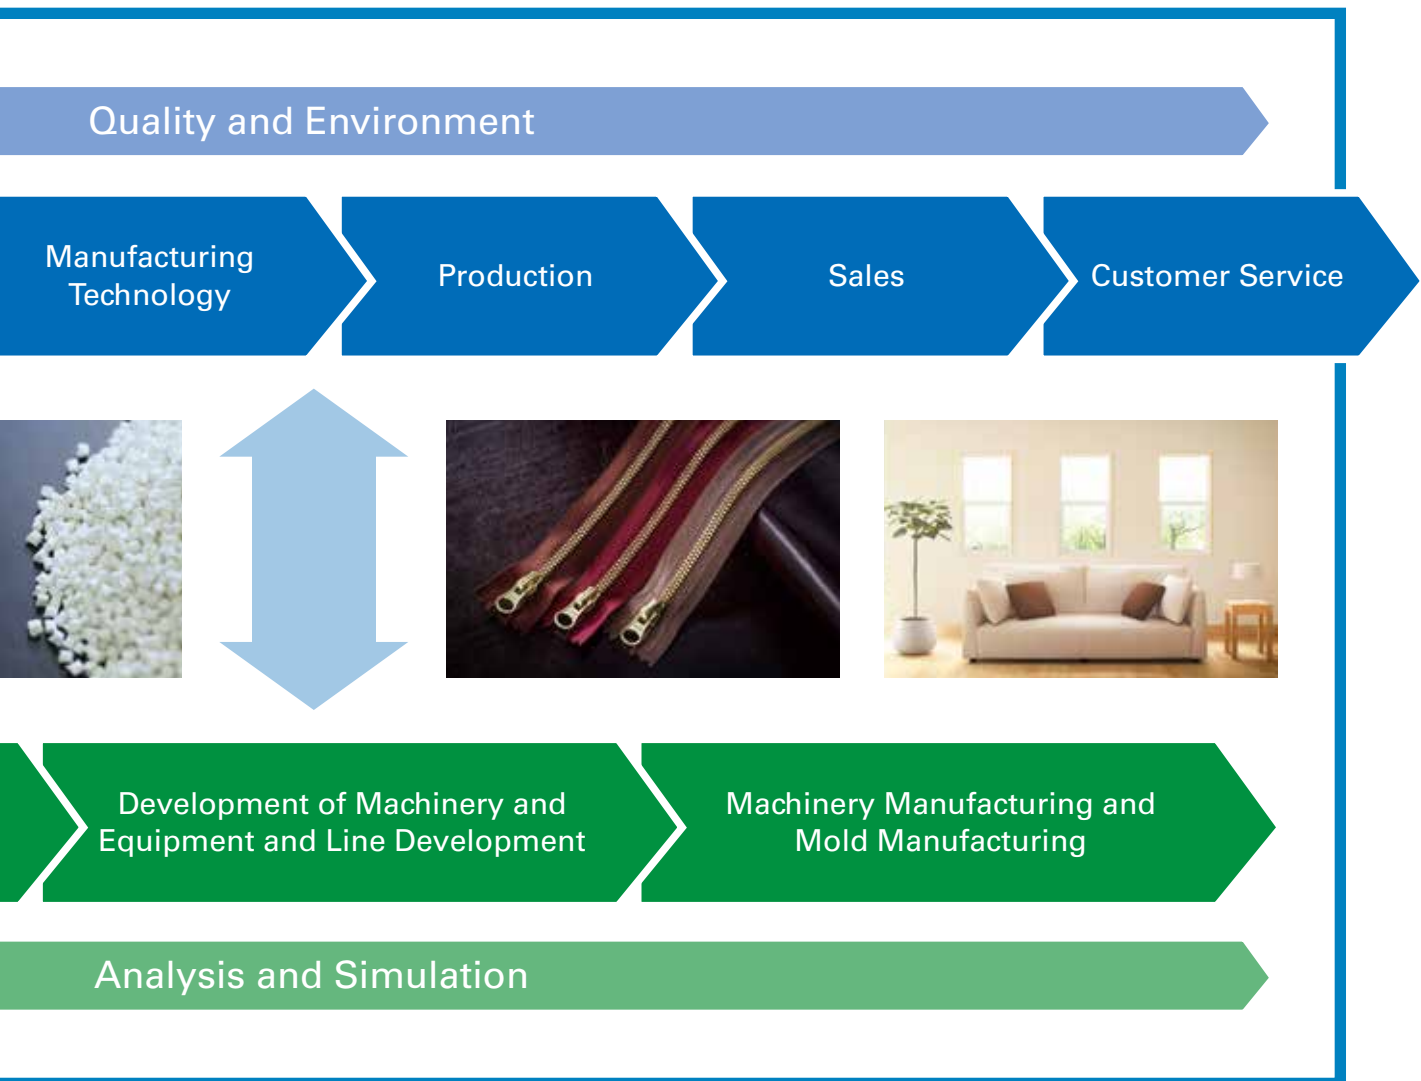 Quality and Environment
Manufacturing
Technology
Production
Sales
Customer Service
Development of Machinery and
Equipment and Line Development
Machinery Manufacturing and
Mold Manufacturing
Analysis and Simulation